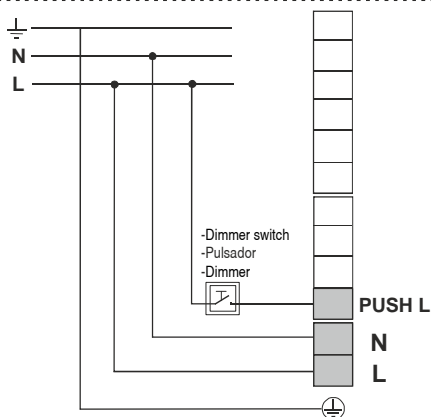 N
L
-Dimmer switch
-Pulsador
-Dimmer
PUSH L
N
L